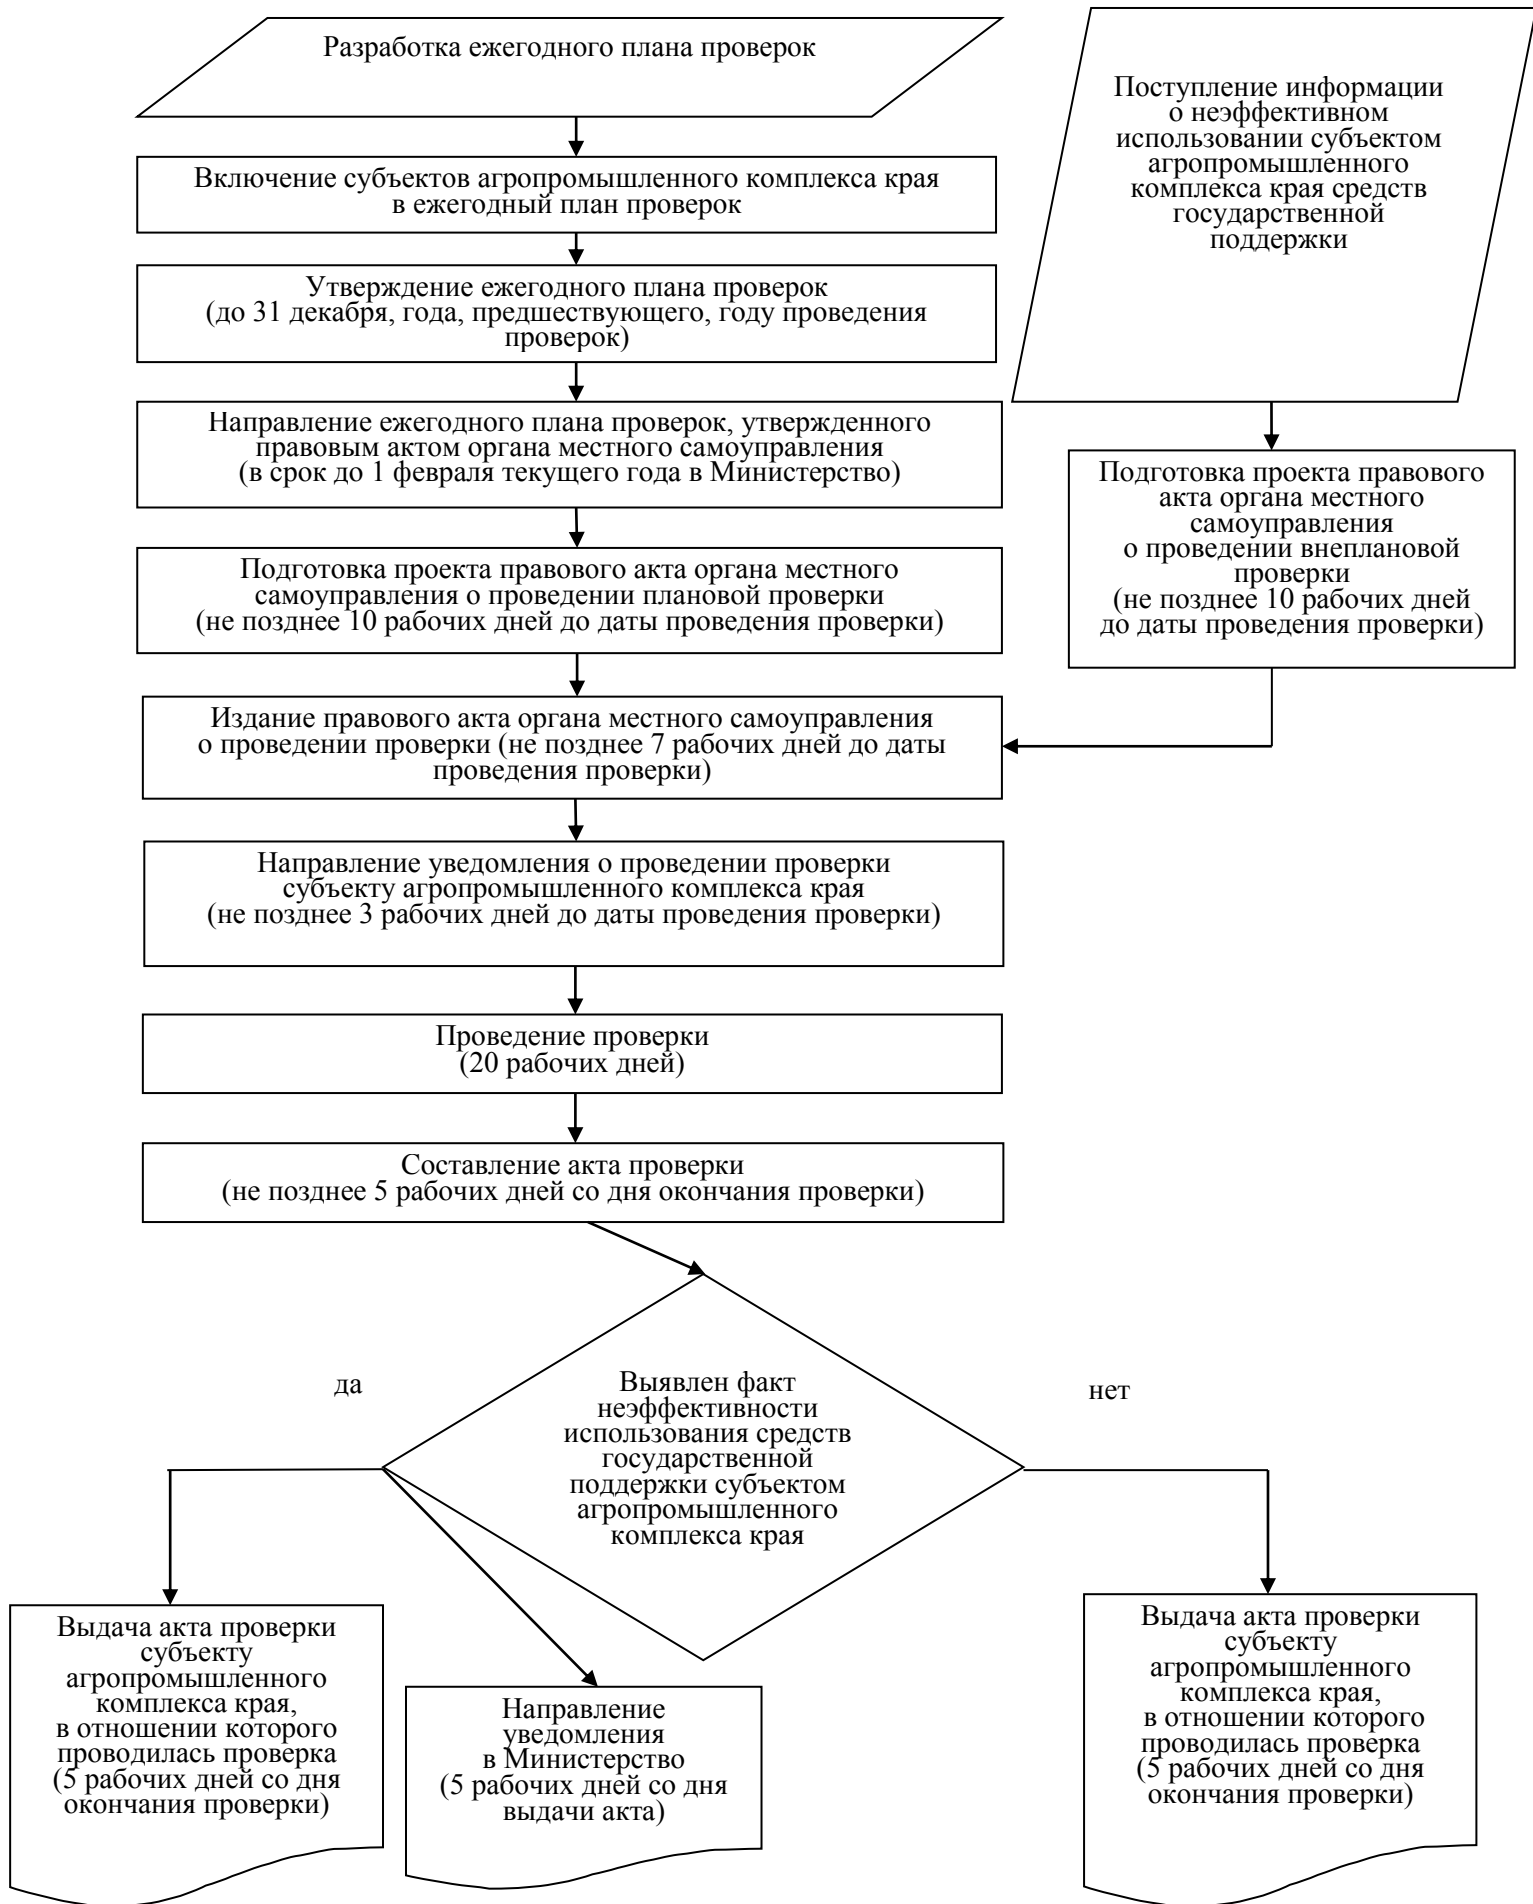 Разработка ежегодного плана проверок
Поступление информации
о неэффективном
использовании субъектом
агропромышленного
комплекса края средств
государственной
поддержки
Включение субъектов агропромышленного комплекса края
в ежегодный план проверок
Утверждение ежегодного плана проверок
(до 31 декабря, года, предшествующего, году проведения
проверок)
Направление ежегодного плана проверок, утвержденного
правовым актом органа местного самоуправления
(в срок до 1 февраля текущего года в Министерство)
Подготовка проекта правового
акта органа местного
самоуправления
о проведении внеплановой
проверки
(не позднее 10 рабочих дней
до даты проведения проверки)
Подготовка проекта правового акта органа местного
самоуправления о проведении плановой проверки
(не позднее 10 рабочих дней до даты проведения проверки)
Издание правового акта органа местного самоуправления
о проведении проверки (не позднее 7 рабочих дней до даты
проведения проверки)
Направление уведомления о проведении проверки
субъекту агропромышленного комплекса края
(не позднее 3 рабочих дней до даты проведения проверки)
Проведение проверки
(20 рабочих дней)
Составление акта проверки
(не позднее 5 рабочих дней со дня окончания проверки)
да
Выявлен факт
неэффективности
использования средств
государственной
поддержки субъектом
агропромышленного
комплекса края
нет
Выдача акта проверки
субъекту
агропромышленного
комплекса края,
в отношении которого
проводилась проверка
(5 рабочих дней со дня
окончания проверки)
Направление
уведомления
в Министерство
(5 рабочих дней со дня
выдачи акта)
Выдача акта проверки
субъекту
агропромышленного
комплекса края,
в отношении которого
проводилась проверка
(5 рабочих дней со дня
окончания проверки)